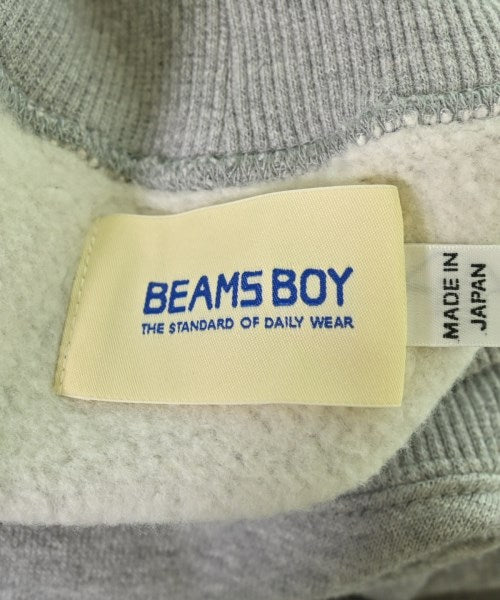 BEAMS BOY
THE STANDARD OF DAILY WEAR
MADE IN
JAPAN